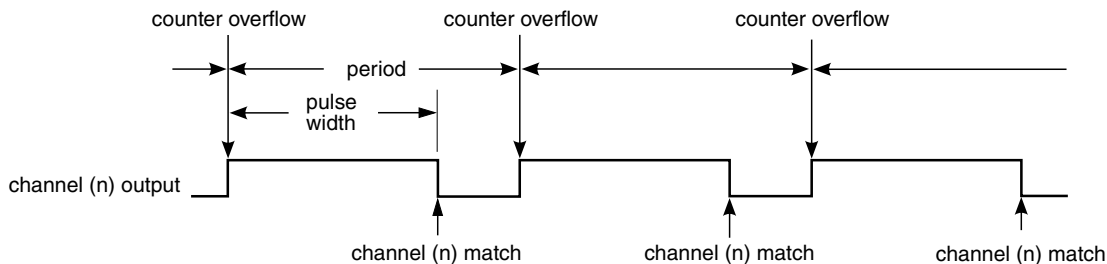 counter overflow
counter overflow
counter overflow
period
pulse
width
channel (n) output
channel (n) match
channel (n) match
channel (n) match